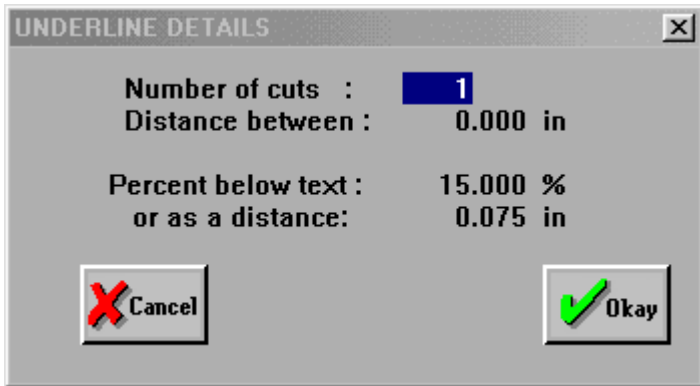 UNDERLINE DETAILS
Number of cuts : 1
Distance between : 0.000 in
Percent below text : 15.000 %
or as a distance: 0.075 in
Cancel Okay